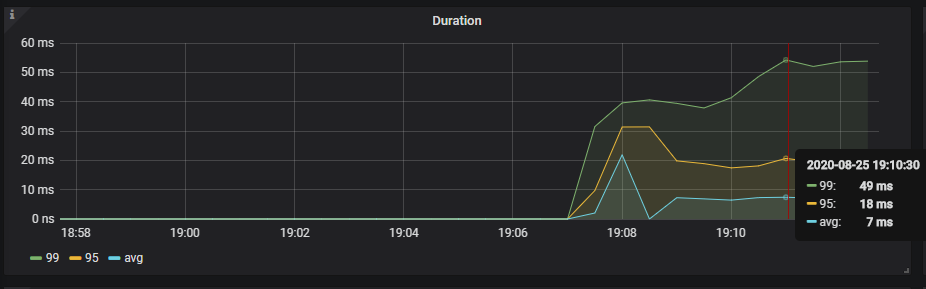 i
Duration
60 ms
50 ms
40 ms
30 ms
20 ms
10 ms
0 ns
18:58 19:00 19:02 19:04 19:06 19:08 19:10
2020-08-25 19:10:30
99: 49 ms
95: 18 ms
avg: 7 ms
99 95 avg